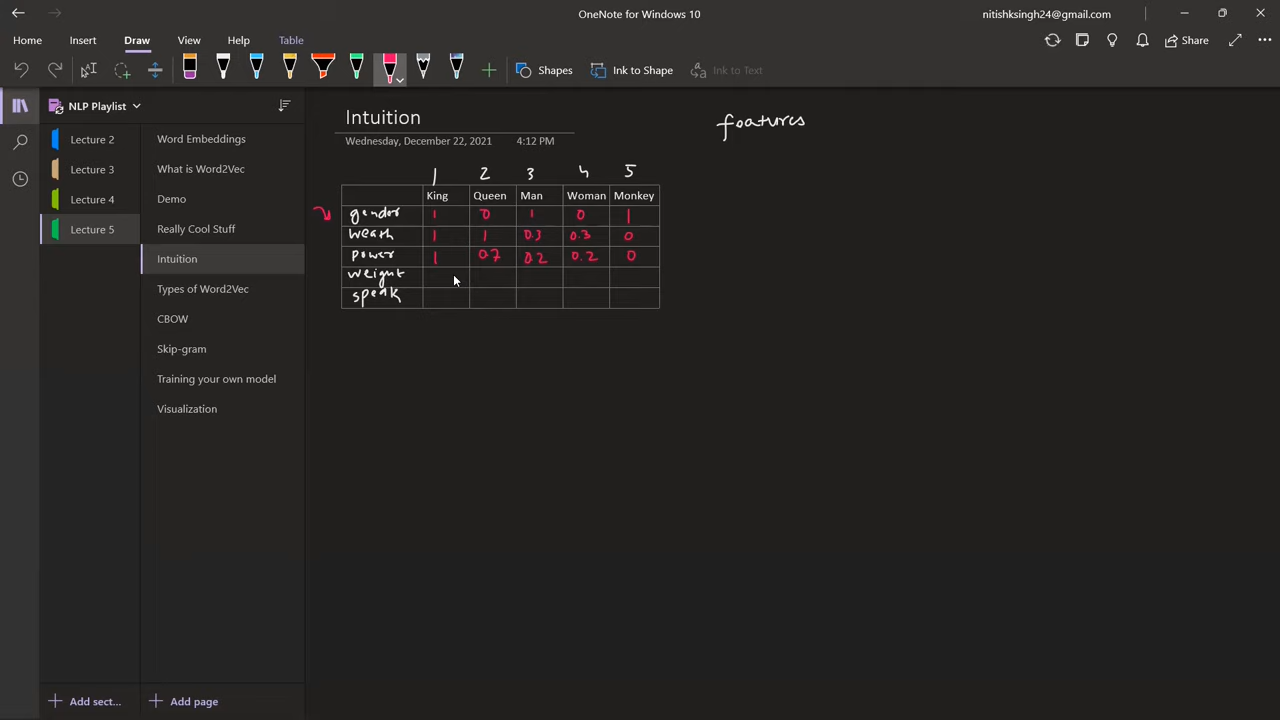 OneNote for Windows 10
nitishksingh24@gmail.com
Home Insert Draw View Help Table
Share
Shapes Ink to Shape Ink to Text
NLP Playlist
Lecture 2
Lecture 3
Lecture 4
Lecture 5
Word Embeddings
What is Word2Vec
Demo
Really Cool Stuff
Intuition
Types of Word2Vec
CBOW
Skip-gram
Training your own model
Visualization
Add sect...
Add page
Intuition
Wednesday, December 22, 2021 4:12 PM
features
1 2 3 4 5
King Queen Man Woman Monkey
gender 1 0 1 0 1
weath 1 1 0.3 0.3 0
power 1 0.7 0.2 0.2 0
weight
speak